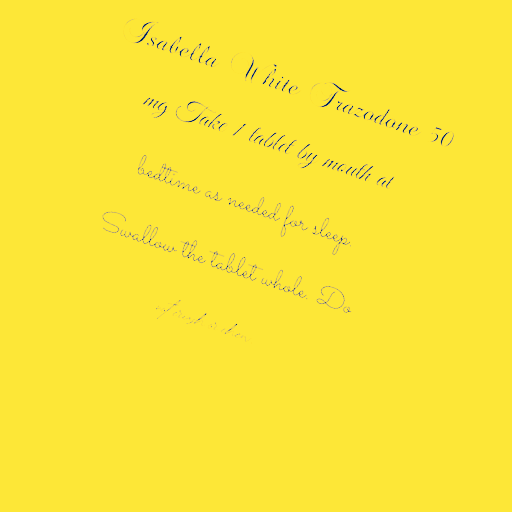 Isabella White Trazodone 50
mg Take 1 tablet by mouth at
bedtime as needed for sleep
Swallow the tablet whole. Do